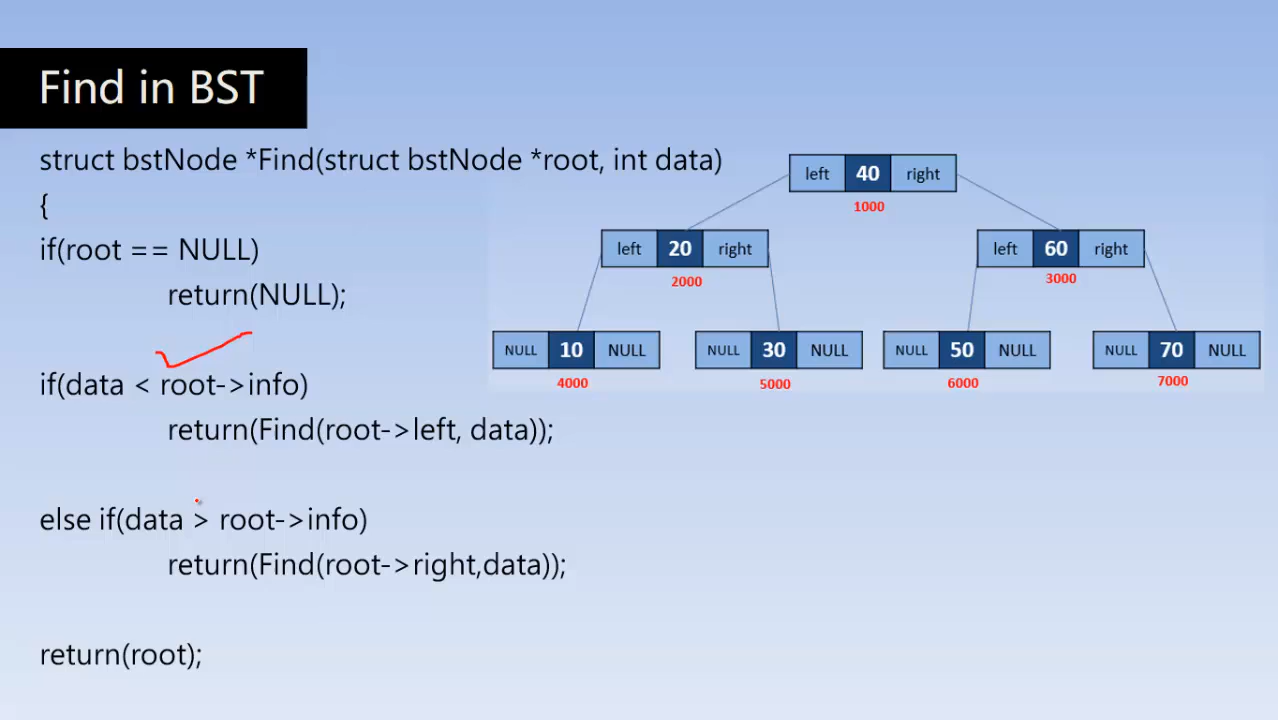 Find in BST
struct bstNode *Find(struct bstNode *root, int data)
{
if(root == NULL)
return(NULL);
if(data < root->info)
return(Find(root->left, data));
else if(data > root->info)
return(Find(root->right,data));
return(root);
left 40 right
1000
left 20 right
2000
left 60 right
3000
NULL 10 NULL
4000
NULL 30 NULL
5000
NULL 50 NULL
6000
NULL 70 NULL
7000